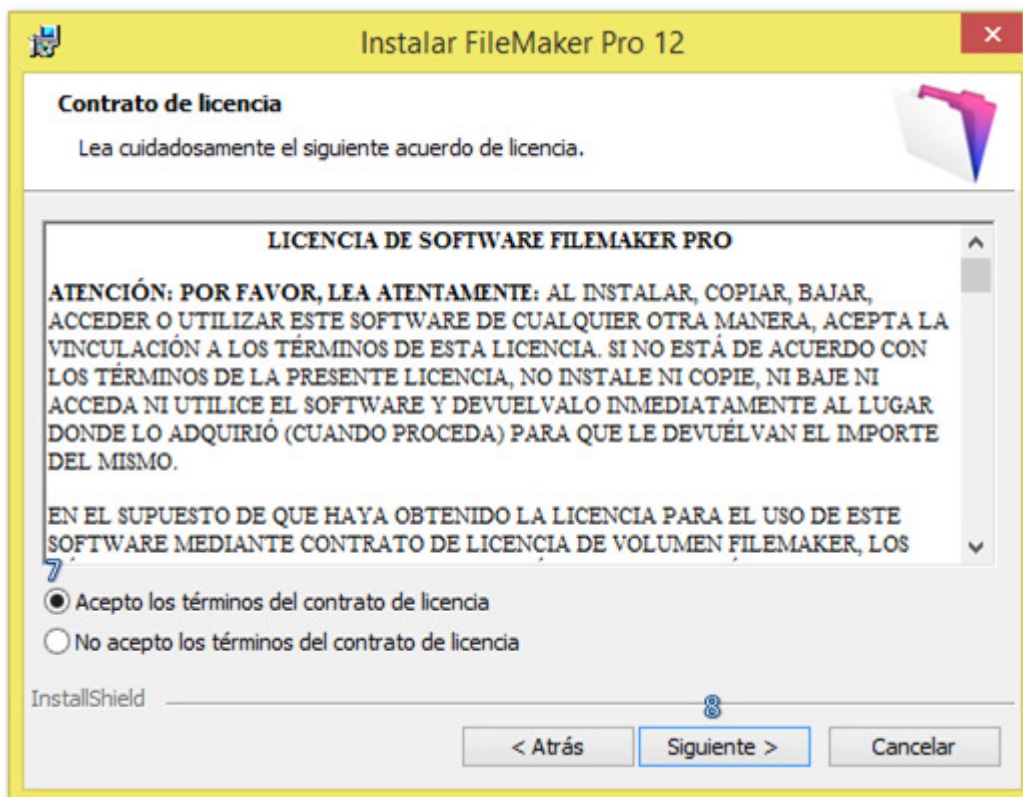 Instalar FileMaker Pro 12
Contrato de licencia
Lea cuidadosamente el siguiente acuerdo de licencia.
LICENCIA DE SOFTWARE FILEMAKER PRO
ATENCIÓN: POR FAVOR, LEA ATENTAMENTE: AL INSTALAR, COPIAR, BAJAR,
ACCEDER O UTILIZAR ESTE SOFTWARE DE CUALQUIER OTRA MANERA, ACEPTA LA
VINCULACIÓN A LOS TÉRMINOS DE ESTA LICENCIA. SI NO ESTÁ DE ACUERDO CON
LOS TÉRMINOS DE LA PRESENTE LICENCIA, NO INSTALE NI COPIE, NI BAJE NI
ACCEDA NI UTILICE EL SOFTWARE Y DEVUELVALO INMEDIATAMENTE AL LUGAR
DONDE LO ADQUIRIÓ (CUANDO PROCEDA) PARA QUE LE DEVUÉLVAN EL IMPORTE
DEL MISMO.
EN EL SUPUESTO DE QUE HAYA OBTENIDO LA LICENCIA PARA EL USO DE ESTE
SOFTWARE MEDIANTE CONTRATO DE LICENCIA DE VOLUMEN FILEMAKER, LOS
7
Acepto los términos del contrato de licencia
No acepto los términos del contrato de licencia
InstallShield
8
< Atrás Siguiente > Cancelar